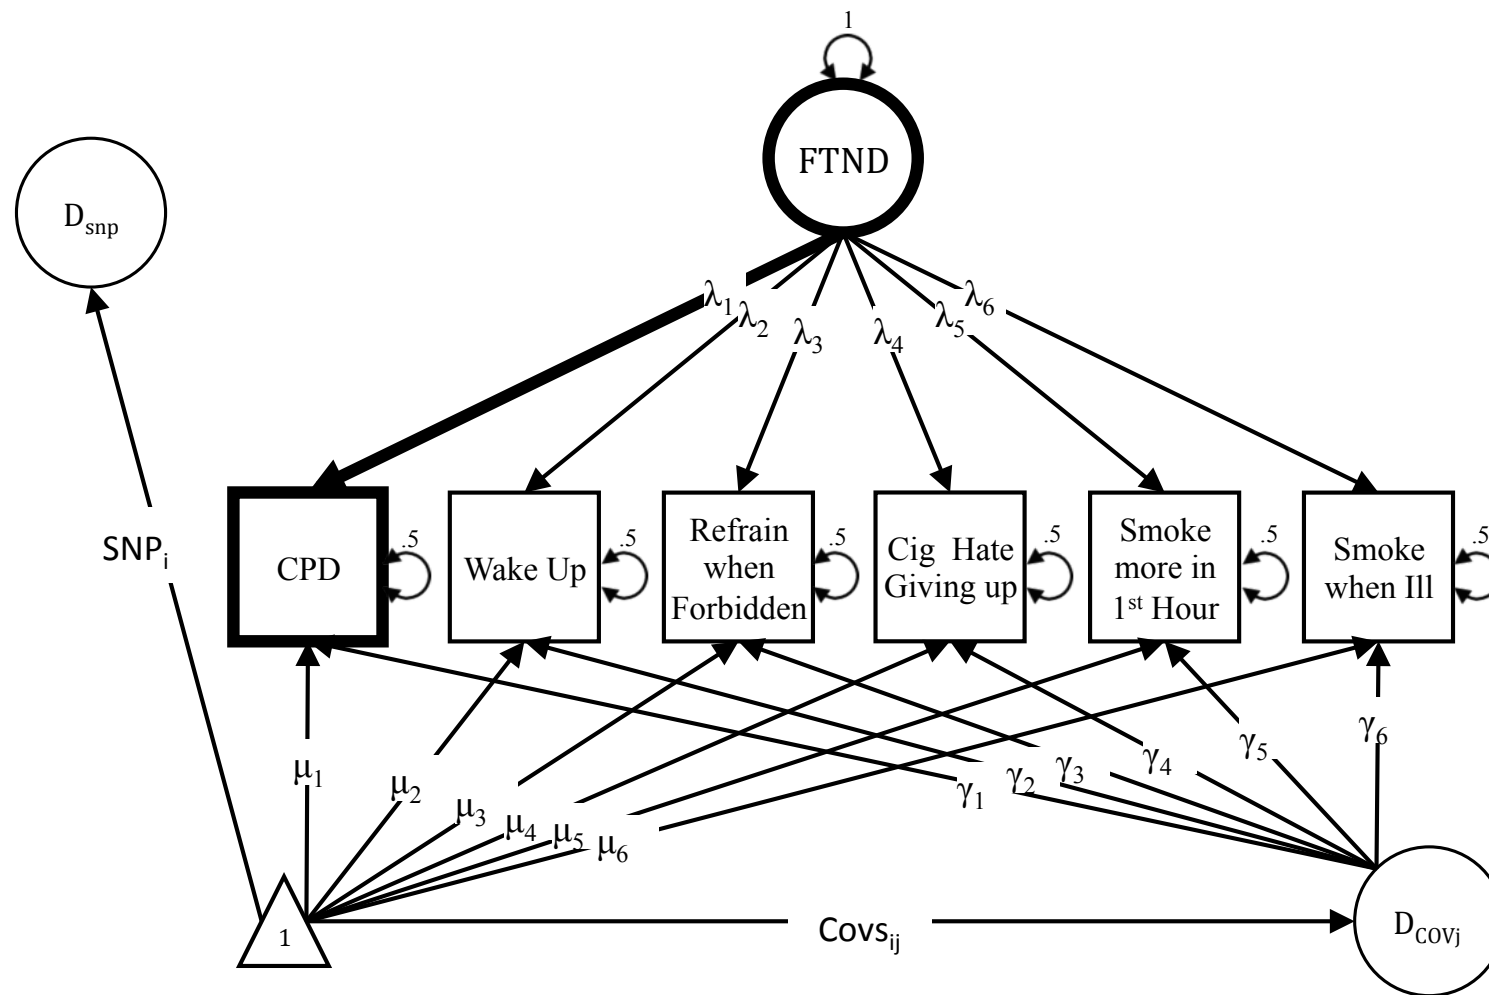 1
FTND
D_snp
λ₁
λ₂
λ₃
λ₄
λ₅
λ₆
SNP_i
CPD
.5
Wake Up
.5
Refrain
when
Forbidden
.5
Cig Hate
Giving up
.5
Smoke
more in
1ˢᵗ Hour
.5
Smoke
when Ill
.5
μ₁
μ₂
μ₃
μ₄
μ₅
μ₆
γ₁
γ₂
γ₃
γ₄
γ₅
γ₆
1
Covs_ij
D_COVj